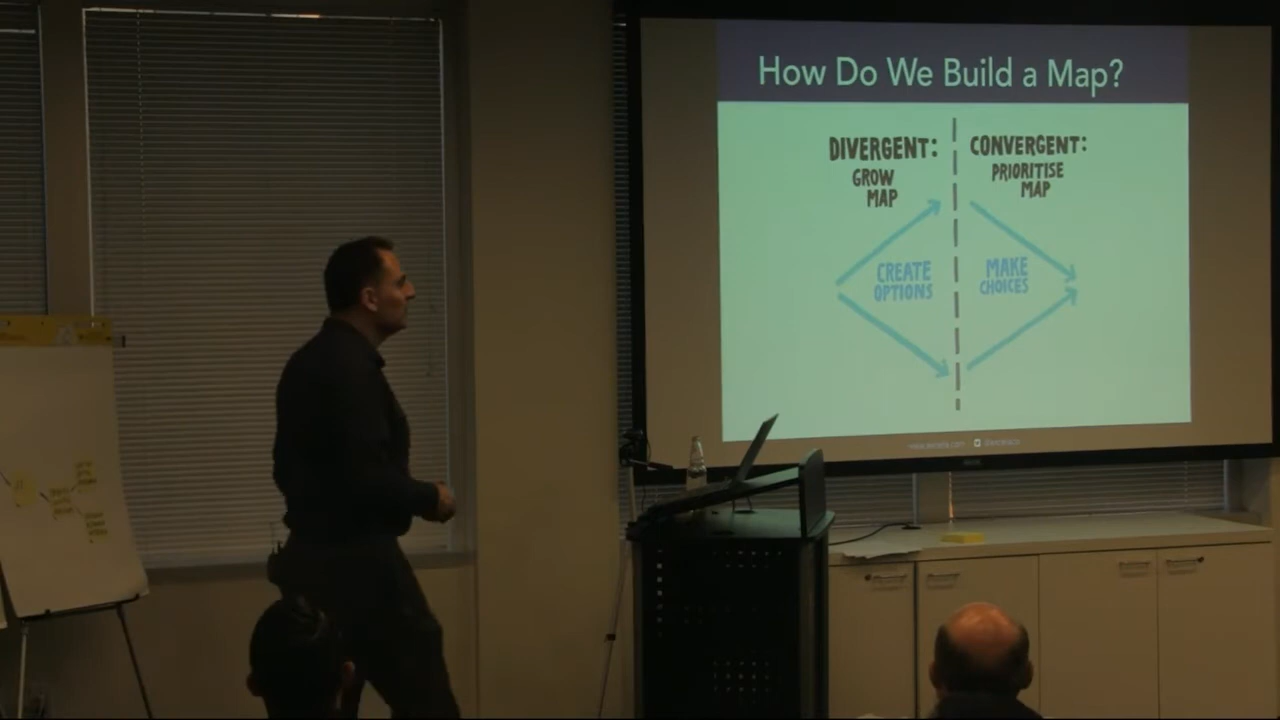 How Do We Build a Map?
DIVERGENT:
GROW
MAP
CONVERGENT:
PRIORITISE
MAP
CREATE
OPTIONS
MAKE
CHOICES